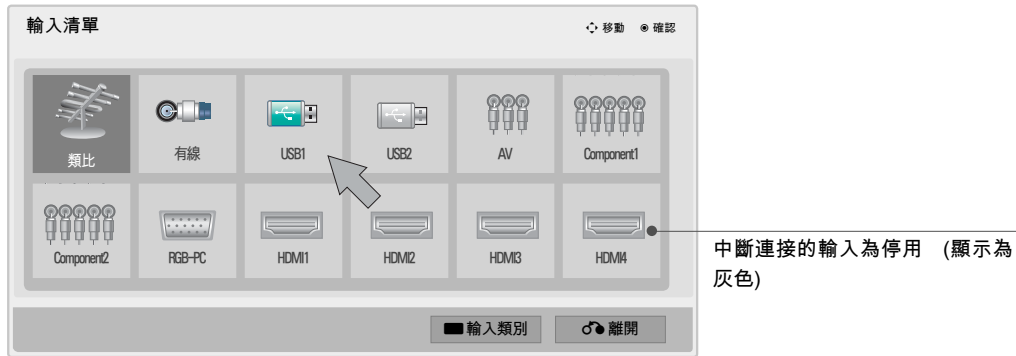 輸入清單
移動 確認
類比 有線 USB1 USB2 AV Component1
Component2 RGB-PC HDMI1 HDMI2 HDMI3 HDMI4
中斷連接的輸入為停用 (顯示為
灰色)
輸入類別 離開